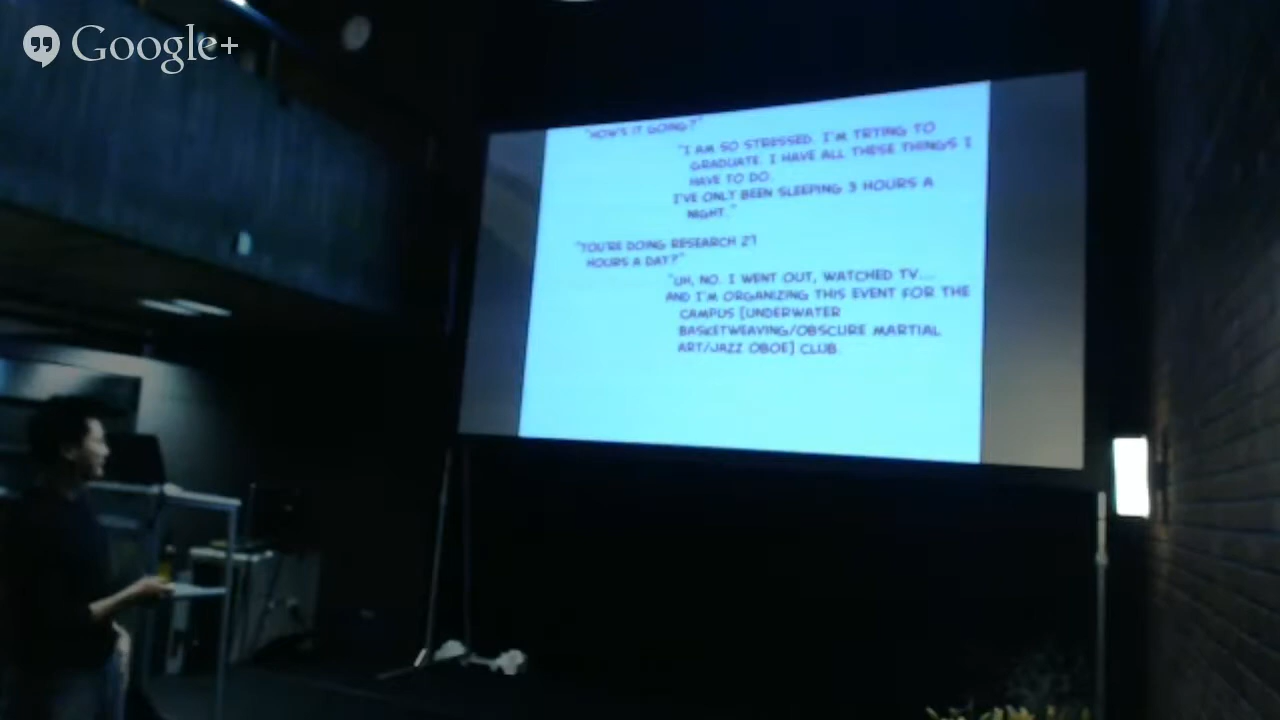 Google+
"HOW'S IT GOING?"
"I AM SO STRESSED. I'M TRYING TO
GRADUATE. I HAVE ALL THESE THINGS I
HAVE TO DO.
I'VE ONLY BEEN SLEEPING 3 HOURS A
NIGHT."
"YOU'RE DOING RESEARCH 21
HOURS A DAY?"
"UH, NO. I WENT OUT, WATCHED TV...
AND I'M ORGANIZING THIS EVENT FOR THE
CAMPUS [UNDERWATER
BASKETWEAVING/OBSCURE MARTIAL
ART/JAZZ OBOE] CLUB.